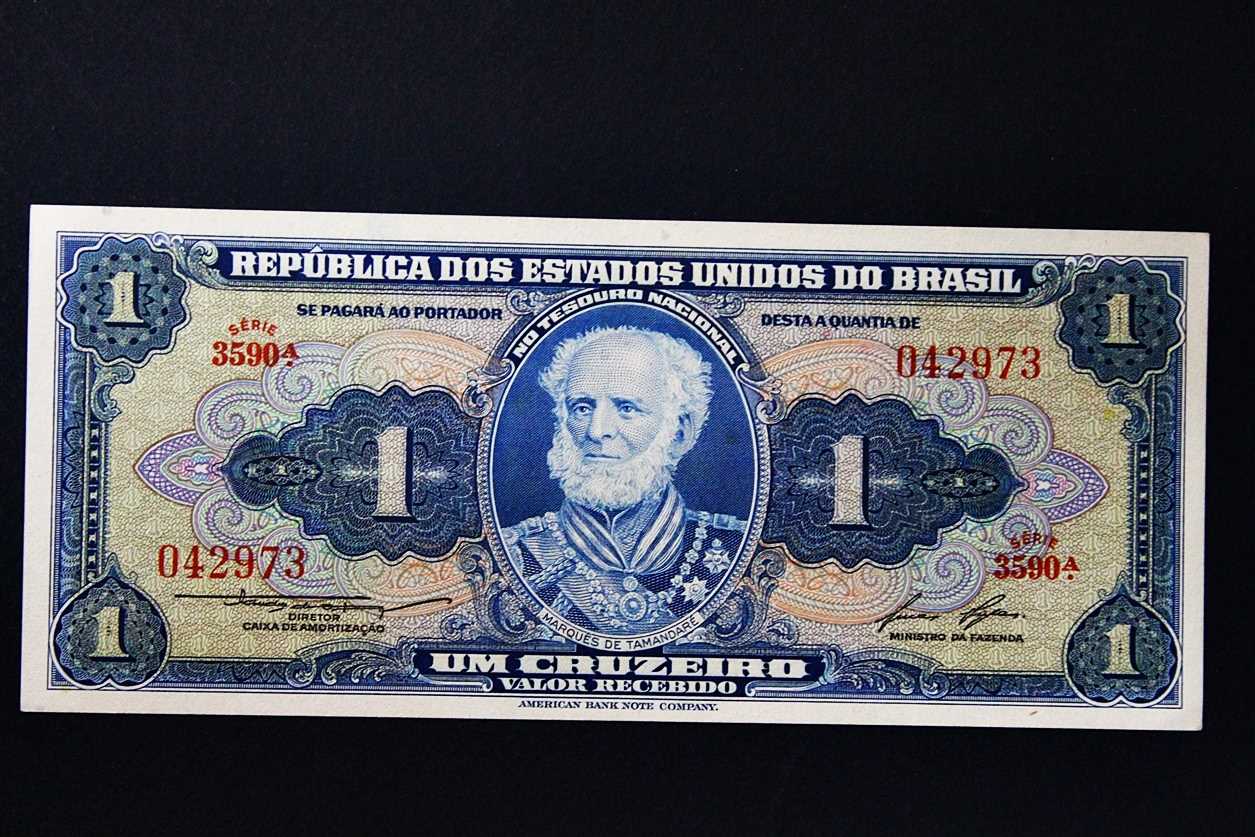 REPÚBLICA DOS ESTADOS UNIDOS DO BRASIL
1
1
SE PAGARÁ AO PORTADOR
NO TESOURO NACIONAL
DESTA A QUANTIA DE
SÉRIE
3590A.
042973
1
1
1
1
042973
SÉRIE
3590A.
DIRETOR
CAIXA DE AMORTIZAÇÃO
MARQUÊS DE TAMANDARÉ
MINISTRO DA FAZENDA
1
1
UM CRUZEIRO
VALOR RECEBIDO
AMERICAN BANK NOTE COMPANY.